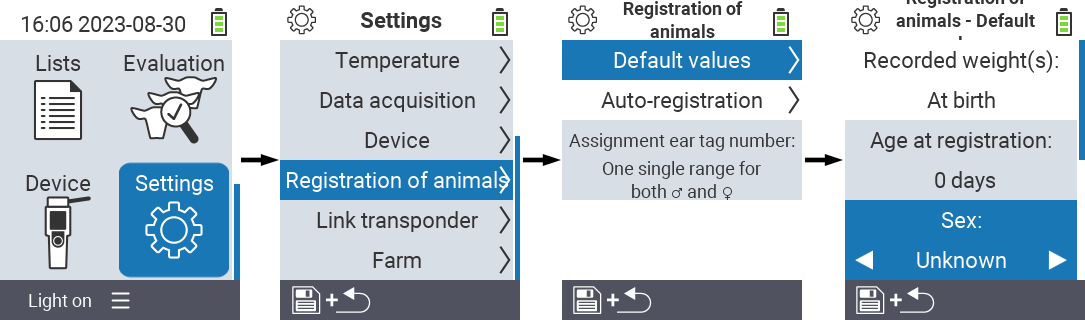 16:06 2023-08-30
Lists
Evaluation
Device
Settings
Light on
Settings
Temperature
Data acquisition
Device
Registration of animals
Link transponder
Farm
+
Registration of
animals
Default values
Auto-registration
Assignment ear tag number:
One single range for
both ♂ and ♀
+
Registration of
animals - Default
Recorded weight(s):
At birth
Age at registration:
0 days
Sex:
Unknown
+